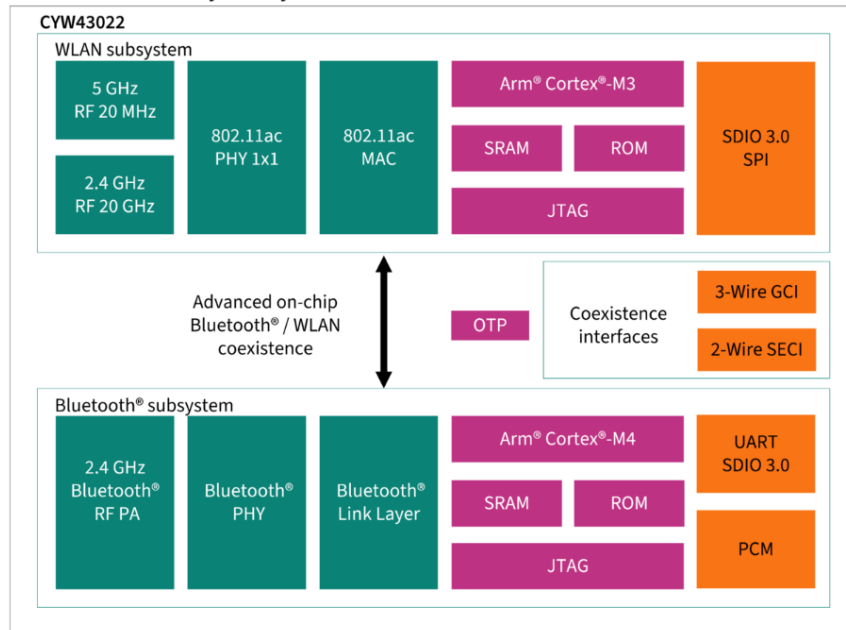 CYW43022
WLAN subsystem
5 GHz
RF 20 MHz
2.4 GHz
RF 20 GHz
802.11ac
PHY 1x1
802.11ac
MAC
Arm® Cortex®-M3
SRAM
ROM
JTAG
SDIO 3.0
SPI
Advanced on-chip
Bluetooth® / WLAN
coexistence
OTP
Coexistence
interfaces
3-Wire GCI
2-Wire SECI
Bluetooth® subsystem
2.4 GHz
Bluetooth®
RF PA
Bluetooth®
PHY
Bluetooth®
Link Layer
Arm® Cortex®-M4
SRAM
ROM
JTAG
UART
SDIO 3.0
PCM